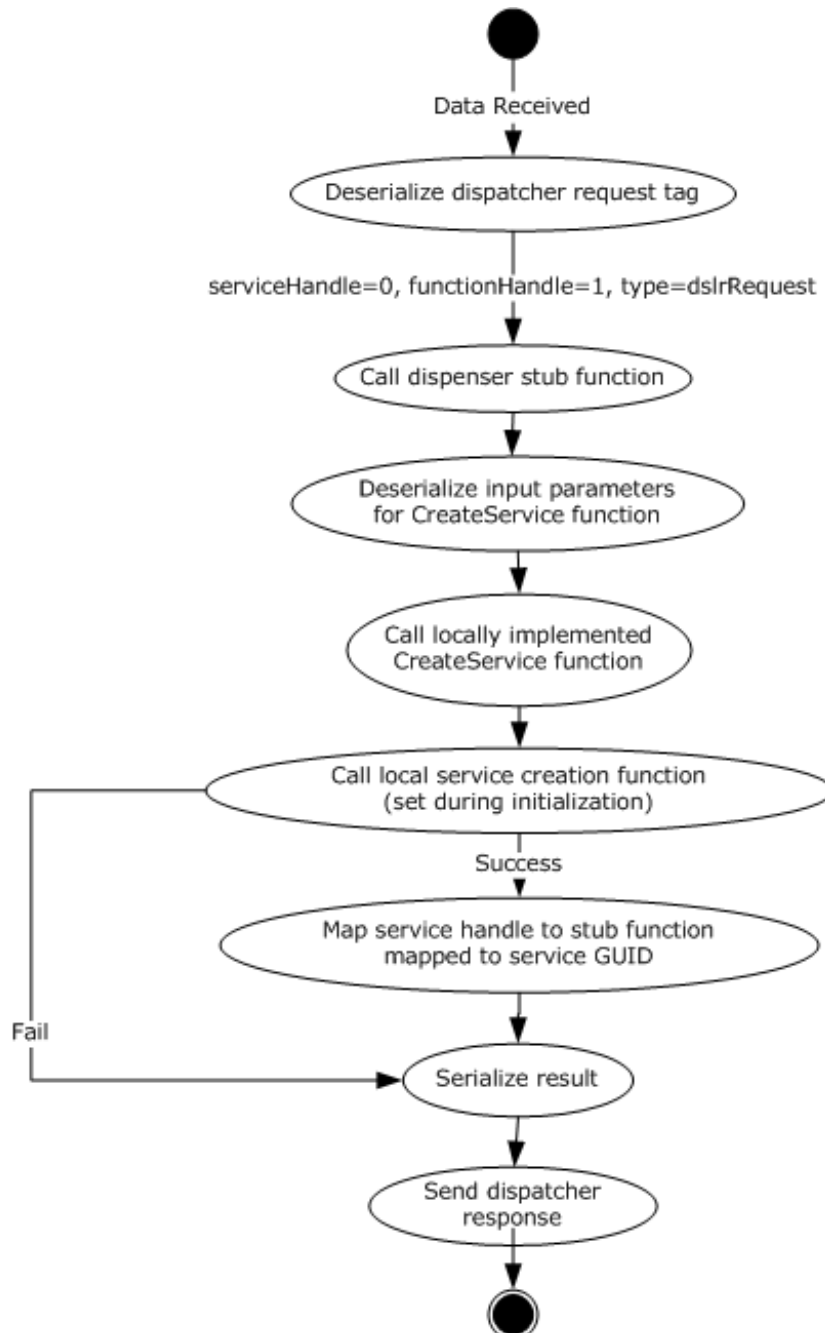 Data Received
Deserialize dispatcher request tag
serviceHandle=0, functionHandle=1, type=dslrRequest
Call dispenser stub function
Deserialize input parameters
for CreateService function
Call locally implemented
CreateService function
Call local service creation function
(set during initialization)
Success
Map service handle to stub function
mapped to service GUID
Fail
Serialize result
Send dispatcher
response